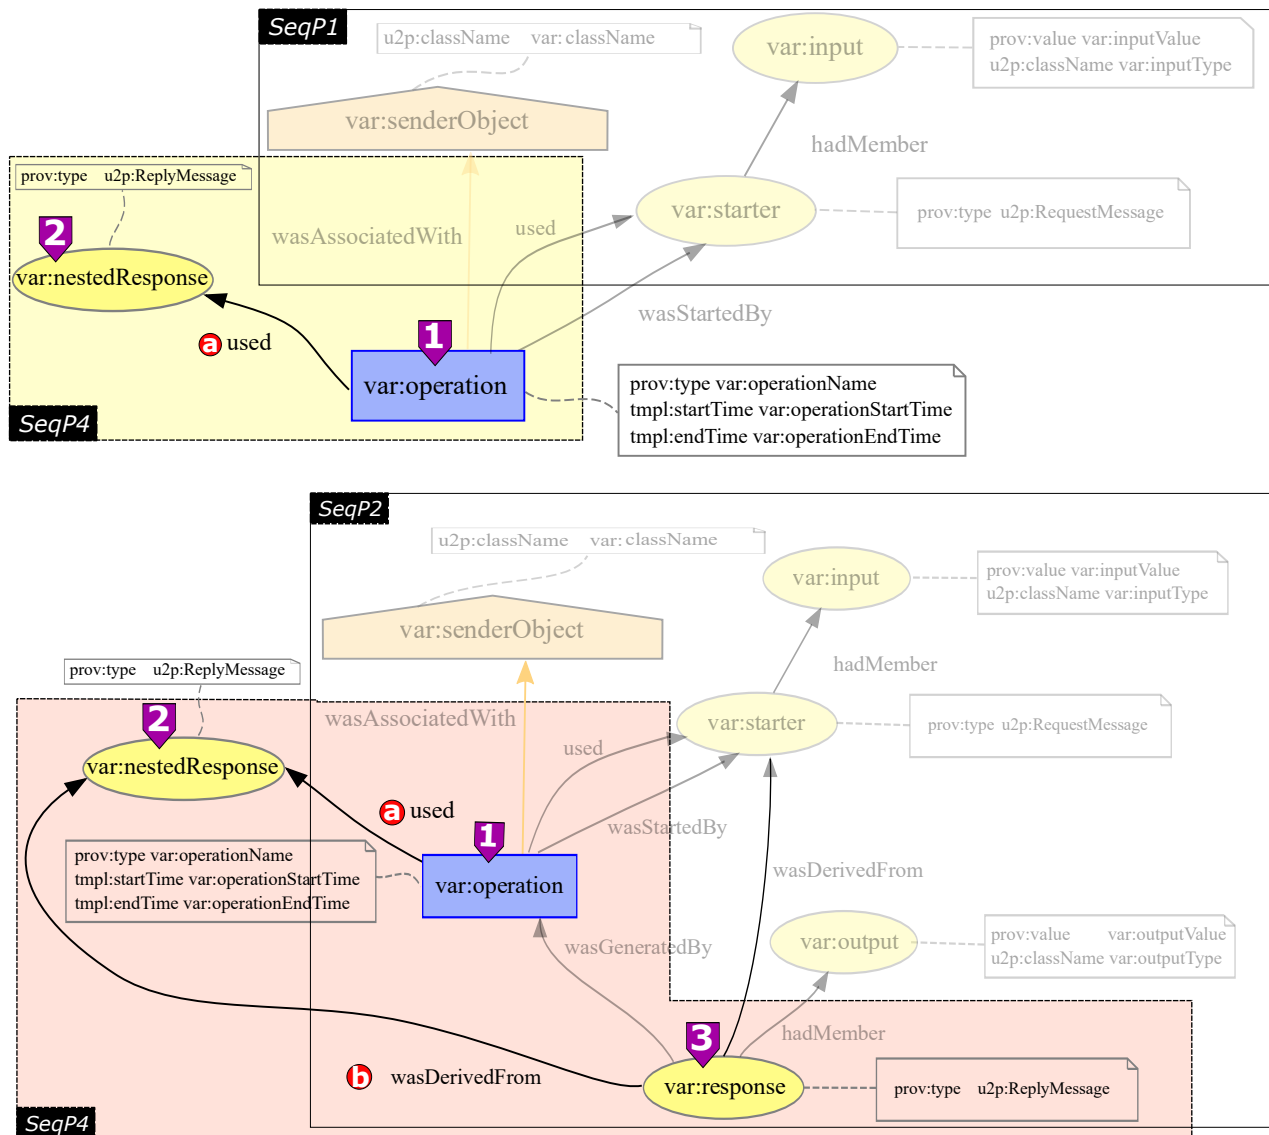 SeqP1
u2p:className var:className
var:input
prov:value var:inputValue
u2p:className var:inputType
var:senderObject
hadMember
prov:type u2p:ReplyMessage
2
var:nestedResponse
wasAssociatedWith
used
var:starter
prov:type u2p:RequestMessage
wasStartedBy
a used
1
var:operation
prov:type var:operationName
tmpl:startTime var:operationStartTime
tmpl:endTime var:operationEndTime
SeqP4
SeqP2
u2p:className var:className
var:input
prov:value var:inputValue
u2p:className var:inputType
var:senderObject
hadMember
prov:type u2p:ReplyMessage
2
var:nestedResponse
wasAssociatedWith
used
var:starter
prov:type u2p:RequestMessage
a used
wasStartedBy
1
var:operation
prov:type var:operationName
tmpl:startTime var:operationStartTime
tmpl:endTime var:operationEndTime
wasDerivedFrom
wasGeneratedBy
var:output
prov:value var:outputValue
u2p:className var:outputType
hadMember
3
var:response
prov:type u2p:ReplyMessage
b wasDerivedFrom
SeqP4